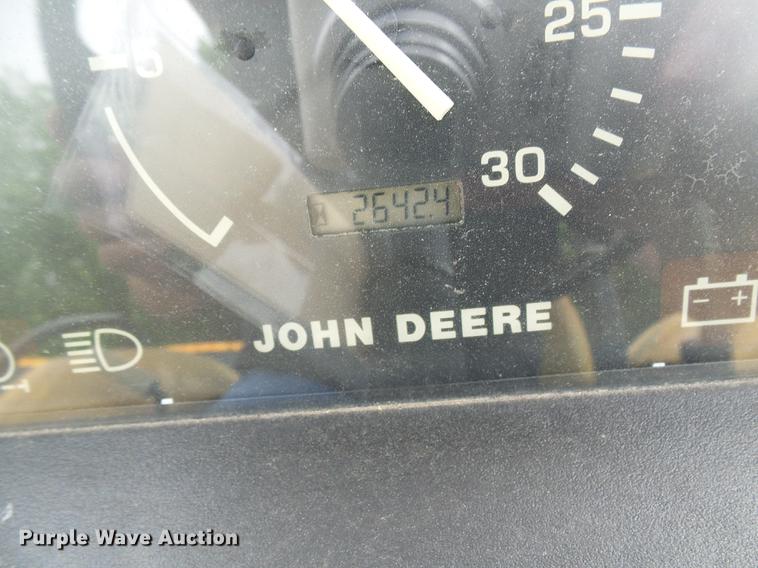 25
30
2642.4
JOHN DEERE
- +
Purple Wave Auction